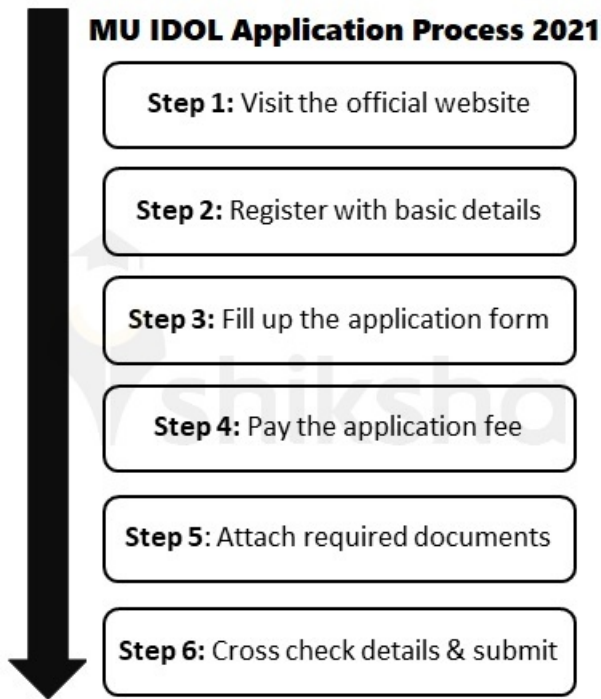 MU IDOL Application Process 2021
Step 1: Visit the official website
Step 2: Register with basic details
Step 3: Fill up the application form
shiksha
Step 4: Pay the application fee
Step 5: Attach required documents
Step 6: Cross check details & submit